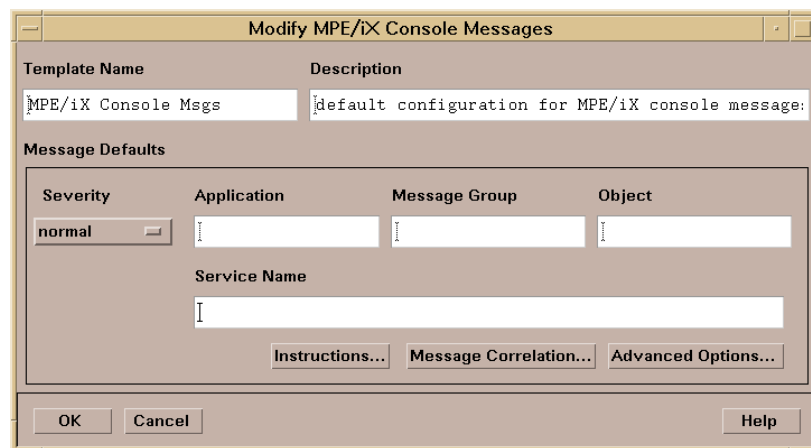 Modify MPE/iX Console Messages
Template Name Description
MPE/iX Console Msgs default configuration for MPE/iX console message
Message Defaults
Severity Application Message Group Object
normal
Service Name
Instructions... Message Correlation... Advanced Options...
OK Cancel Help